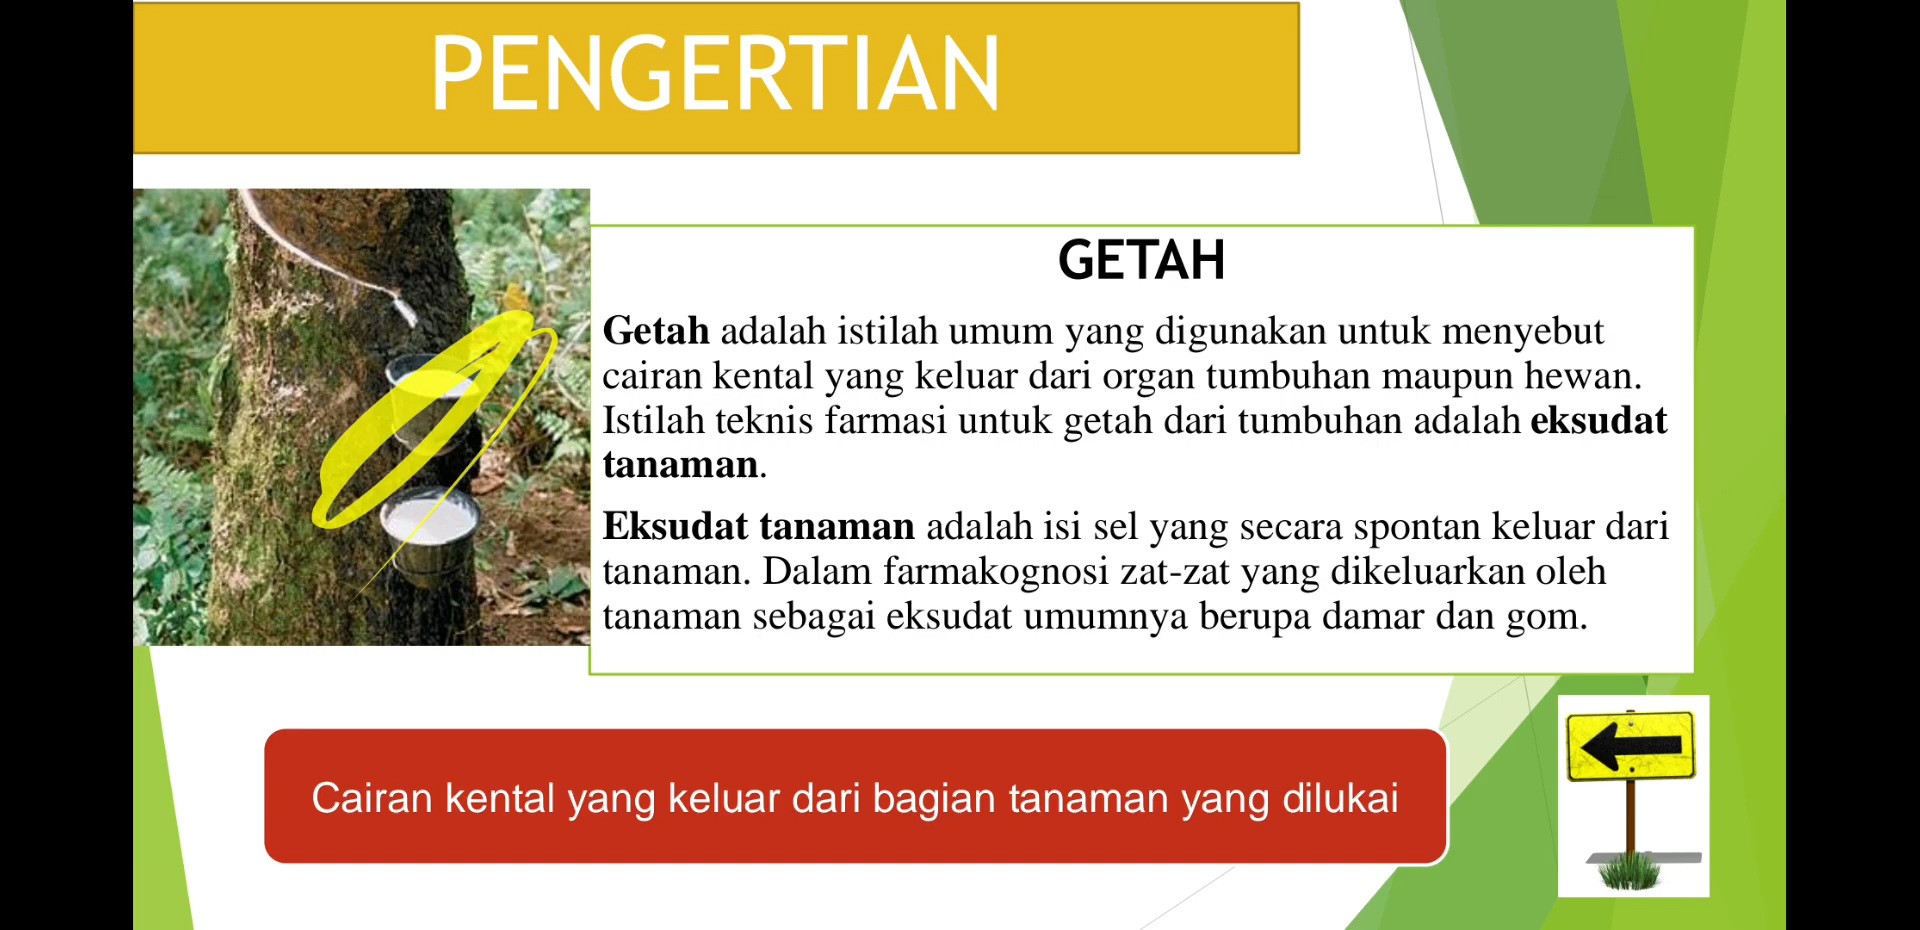 PENGERTIAN
GETAH
Getah adalah istilah umum yang digunakan untuk menyebut
cairan kental yang keluar dari organ tumbuhan maupun hewan.
Istilah teknis farmasi untuk getah dari tumbuhan adalah eksudat
tanaman.
Eksudat tanaman adalah isi sel yang secara spontan keluar dari
tanaman. Dalam farmakognosi zat-zat yang dikeluarkan oleh
tanaman sebagai eksudat umumnya berupa damar dan gom.
Cairan kental yang keluar dari bagian tanaman yang dilukai